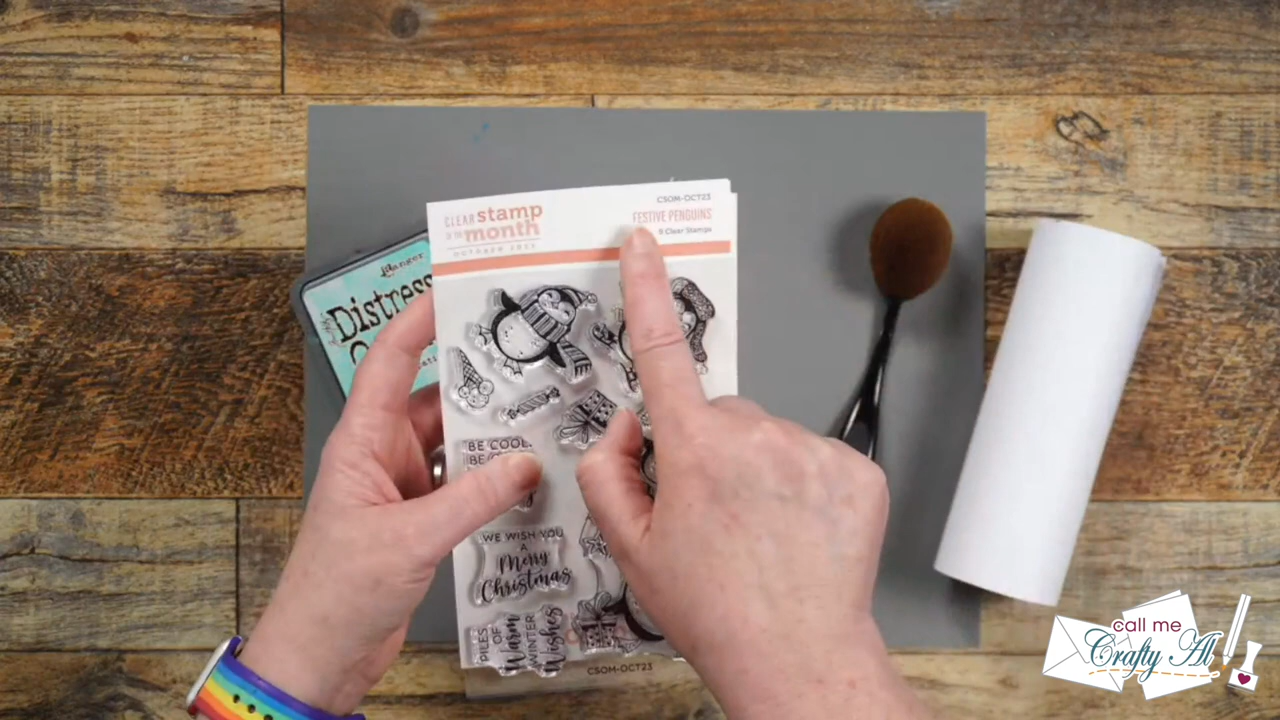 CLEAR stamp
OF THE month
OCTOBER 2023
CSOM-OCT23
FESTIVE PENGUINS
9 Clear Stamps
Ranger
Distress
BE COOL,
WE WISH YOU
A
Merry
Christmas
PILES
OF
Warm
WINTER
Wishes
CSOM-OCT23
call me
Crafty Al